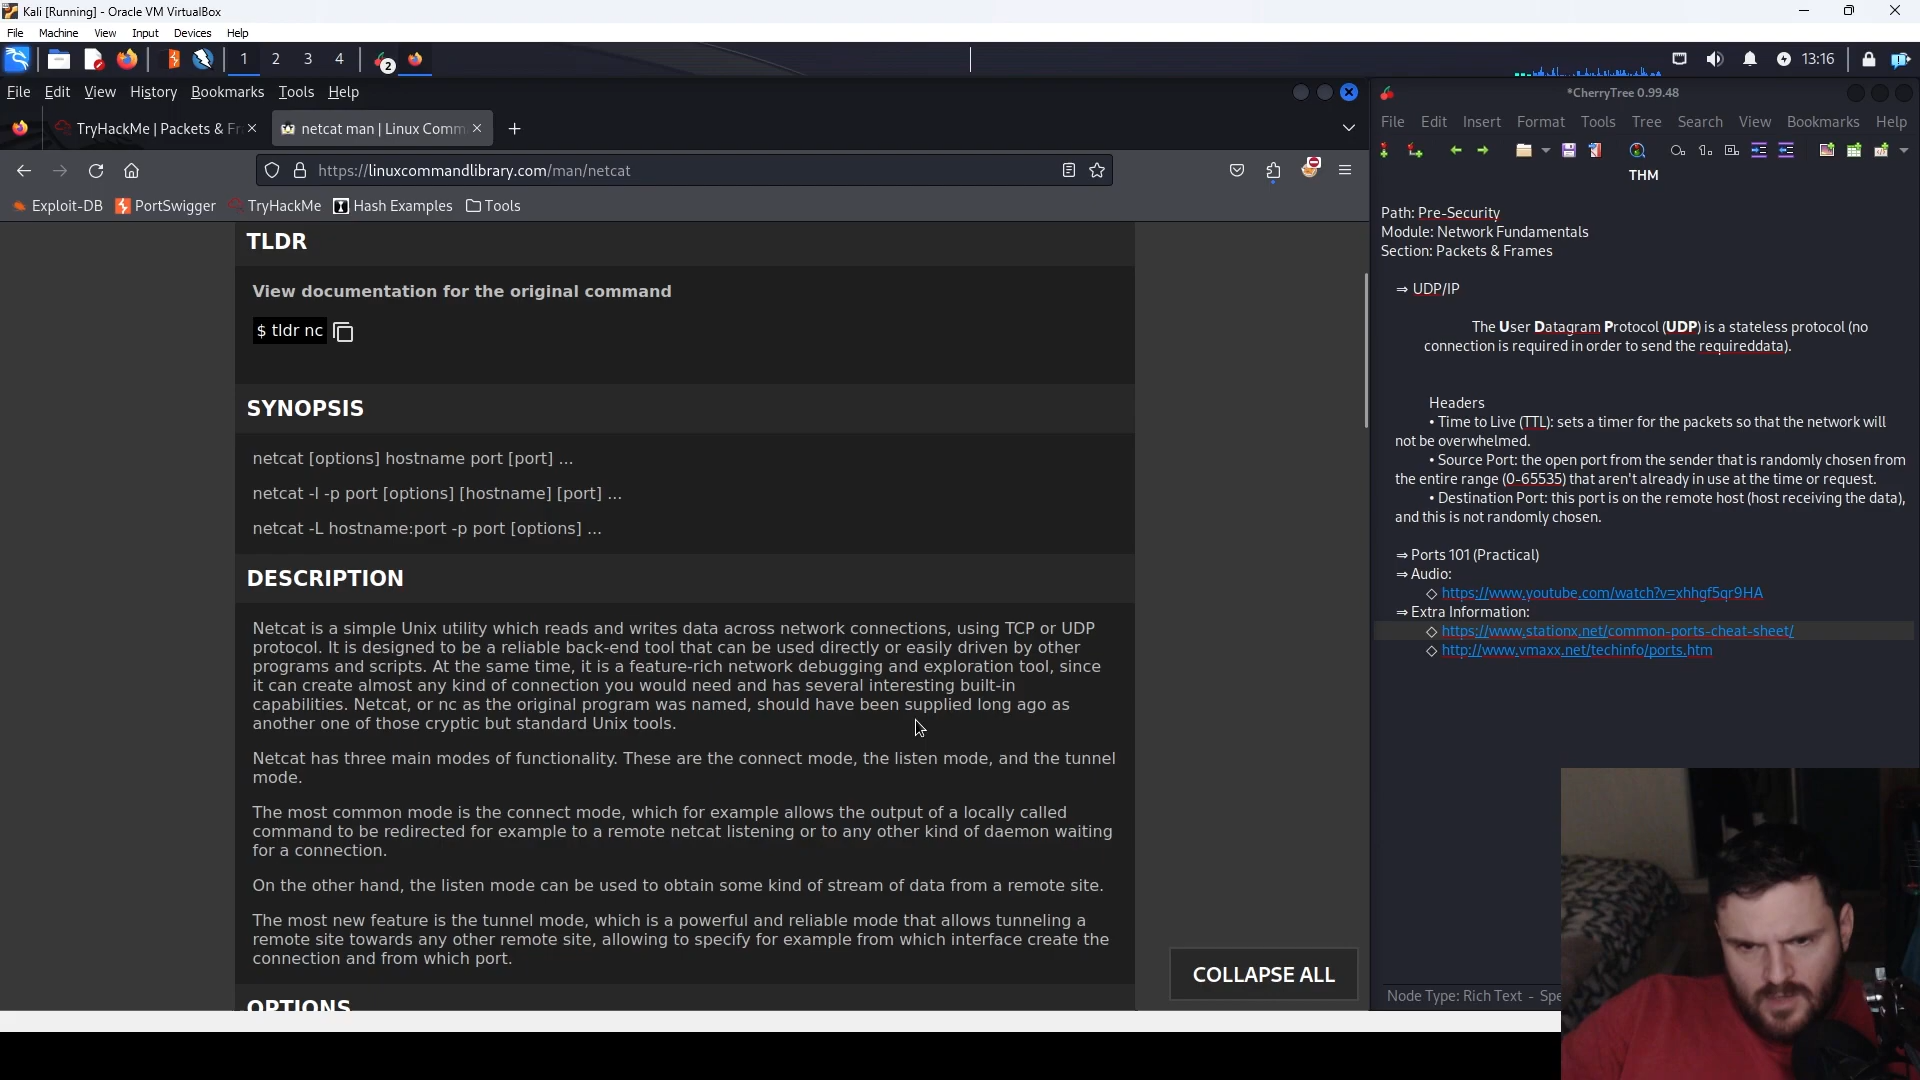 Kali [Running] - Oracle VM VirtualBox
File Machine View Input Devices Help
1 2 3 4 2 13:16
File Edit View History Bookmarks Tools Help
TryHackMe | Packets & Fr
netcat man | Linux Comm
https://linuxcommandlibrary.com/man/netcat
Exploit-DB PortSwigger TryHackMe Hash Examples Tools
TLDR
View documentation for the original command
$ tldr nc
SYNOPSIS
netcat [options] hostname port [port] ...
netcat -l -p port [options] [hostname] [port] ...
netcat -L hostname:port -p port [options] ...
DESCRIPTION
Netcat is a simple Unix utility which reads and writes data across network connections, using TCP or UDP
protocol. It is designed to be a reliable back-end tool that can be used directly or easily driven by other
programs and scripts. At the same time, it is a feature-rich network debugging and exploration tool, since
it can create almost any kind of connection you would need and has several interesting built-in
capabilities. Netcat, or nc as the original program was named, should have been supplied long ago as
another one of those cryptic but standard Unix tools.
Netcat has three main modes of functionality. These are the connect mode, the listen mode, and the tunnel
mode.
The most common mode is the connect mode, which for example allows the output of a locally called
command to be redirected for example to a remote netcat listening or to any other kind of daemon waiting
for a connection.
On the other hand, the listen mode can be used to obtain some kind of stream of data from a remote site.
The most new feature is the tunnel mode, which is a powerful and reliable mode that allows tunneling a
remote site towards any other remote site, allowing to specify for example from which interface create the
connection and from which port.
OPTIONS
COLLAPSE ALL
*CherryTree 0.99.48
File Edit Insert Format Tools Tree Search View Bookmarks Help
THM
Path: Pre-Security
Module: Network Fundamentals
Section: Packets & Frames
⇒ UDP/IP
The User Datagram Protocol (UDP) is a stateless protocol (no
connection is required in order to send the requireddata).
Headers
• Time to Live (TTL): sets a timer for the packets so that the network will
not be overwhelmed.
• Source Port: the open port from the sender that is randomly chosen from
the entire range (0-65535) that aren't already in use at the time or request.
• Destination Port: this port is on the remote host (host receiving the data),
and this is not randomly chosen.
⇒ Ports 101 (Practical)
⇒ Audio:
◇ https://www.youtube.com/watch?v=xhhgf5qr9HA
⇒ Extra Information:
◇ https://www.stationx.net/common-ports-cheat-sheet/
◇ http://www.vmaxx.net/techinfo/ports.htm
Node Type: Rich Text - Spe